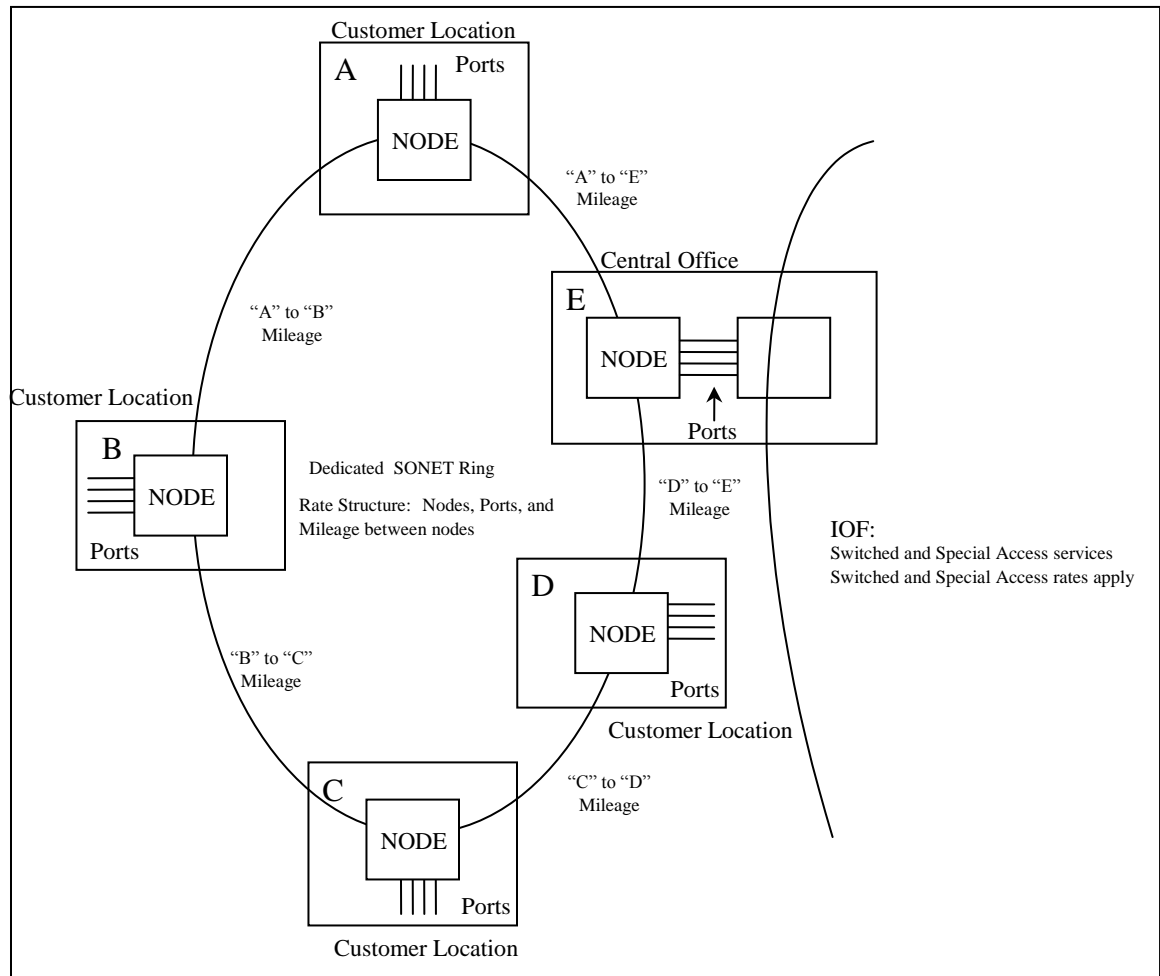 Customer Location
A
Ports
NODE
“A” to “E”
Mileage
Central Office
E
NODE
Ports
“A” to “B”
Mileage
Customer Location
B
NODE
Ports
Dedicated SONET Ring
Rate Structure: Nodes, Ports, and
Mileage between nodes
“D” to “E”
Mileage
IOF:
Switched and Special Access services
Switched and Special Access rates apply
D
NODE
Ports
Customer Location
“B” to “C”
Mileage
“C” to “D”
Mileage
C
NODE
Ports
Customer Location